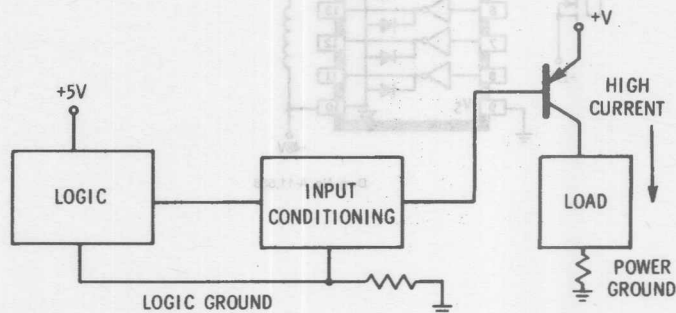 +V
+5V
HIGH
CURRENT
LOGIC
INPUT
CONDITIONING
LOAD
POWER
GROUND
LOGIC GROUND